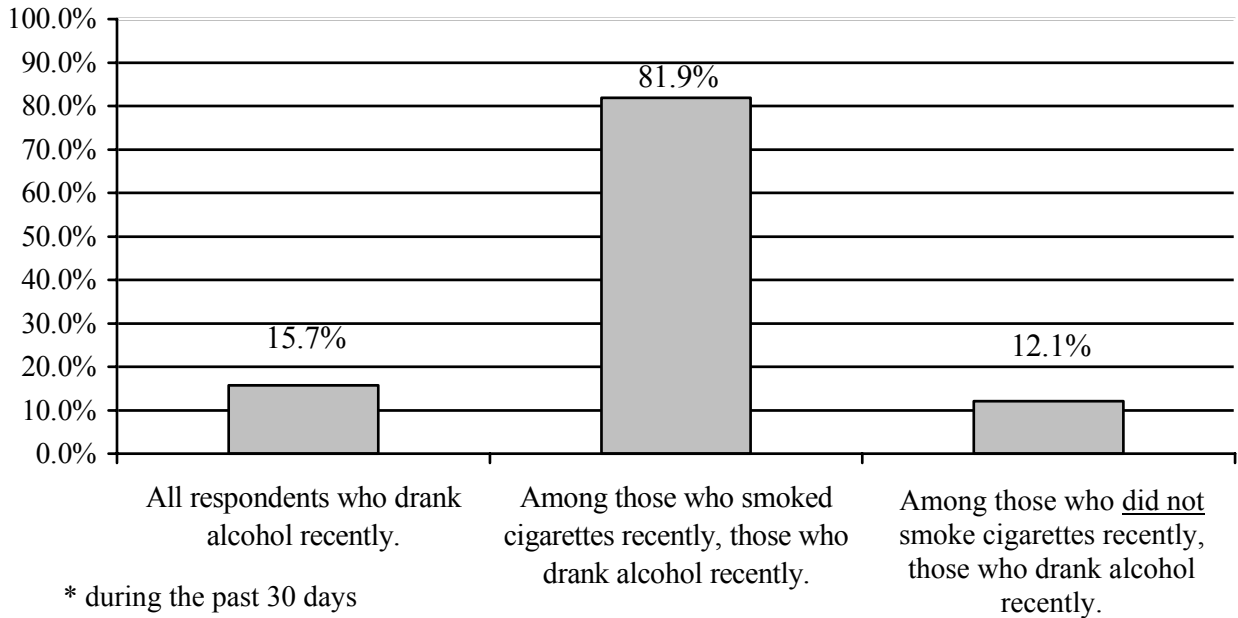 100.0%
90.0%
80.0%
70.0%
60.0%
50.0%
40.0%
30.0%
20.0%
10.0%
0.0%
15.7%
81.9%
12.1%
All respondents who drank
alcohol recently.
Among those who smoked
cigarettes recently, those who
drank alcohol recently.
Among those who did not
smoke cigarettes recently,
those who drank alcohol
recently.
* during the past 30 days